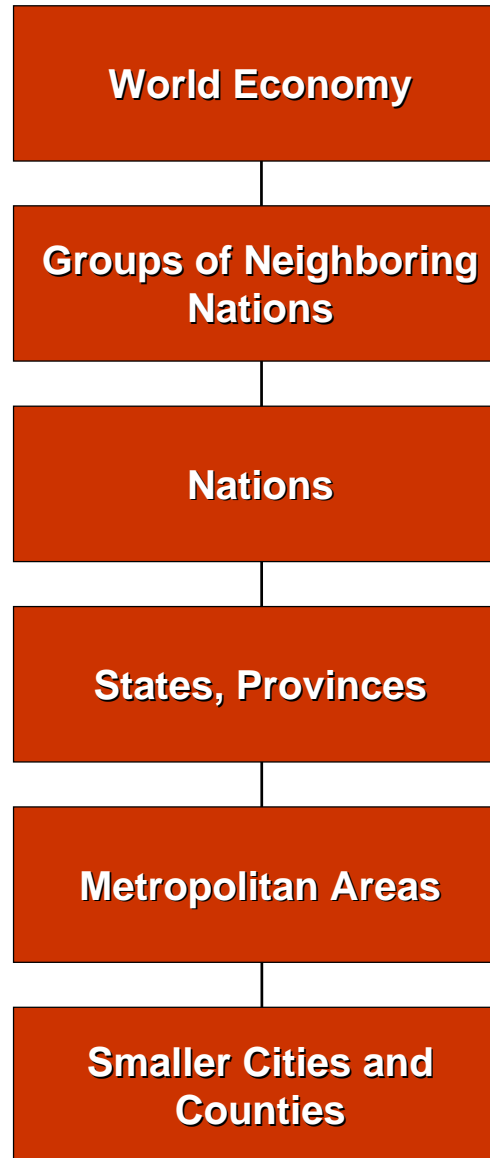 World Economy
Groups of Neighboring
Nations
Nations
States, Provinces
Metropolitan Areas
Smaller Cities and
Counties